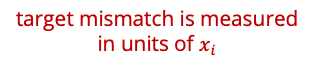 target mismatch is measured
in units of xᵢ